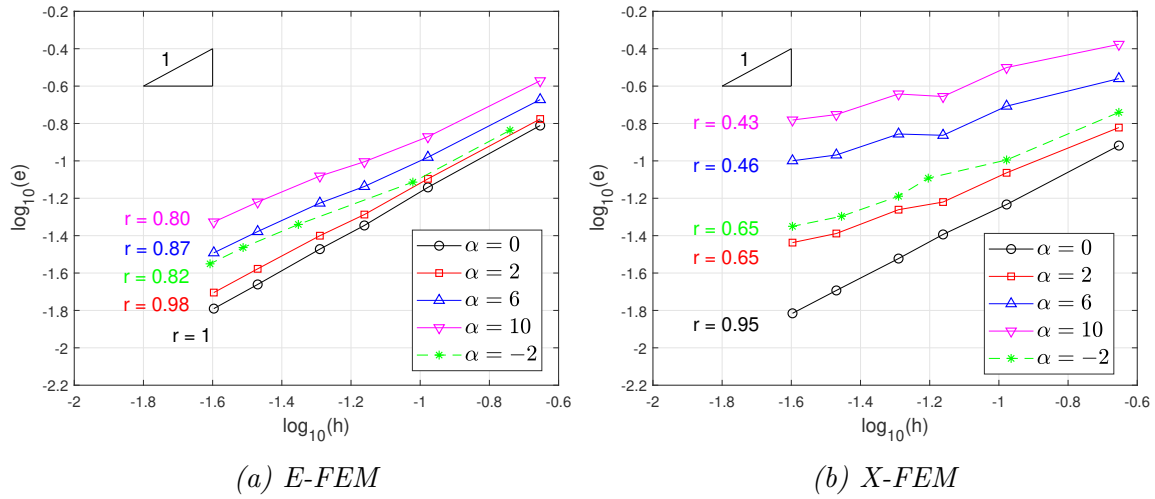 -0.2
-0.4
-0.6
-0.8
-1
-1.2
-1.4
-1.6
-1.8
-2
-2.2
log10(e)
1
r = 0.80
r = 0.87
r = 0.82
r = 0.98
r = 1
α = 0
α = 2
α = 6
α = 10
α = −2
-2 -1.8 -1.6 -1.4 -1.2 -1 -0.8 -0.6
log10(h)
(a) E-FEM
-0.2
-0.4
-0.6
-0.8
-1
-1.2
-1.4
-1.6
-1.8
-2
-2.2
log10(e)
1
r = 0.43
r = 0.46
r = 0.65
r = 0.65
r = 0.95
α = 0
α = 2
α = 6
α = 10
α = −2
-2 -1.8 -1.6 -1.4 -1.2 -1 -0.8 -0.6
log10(h)
(b) X-FEM